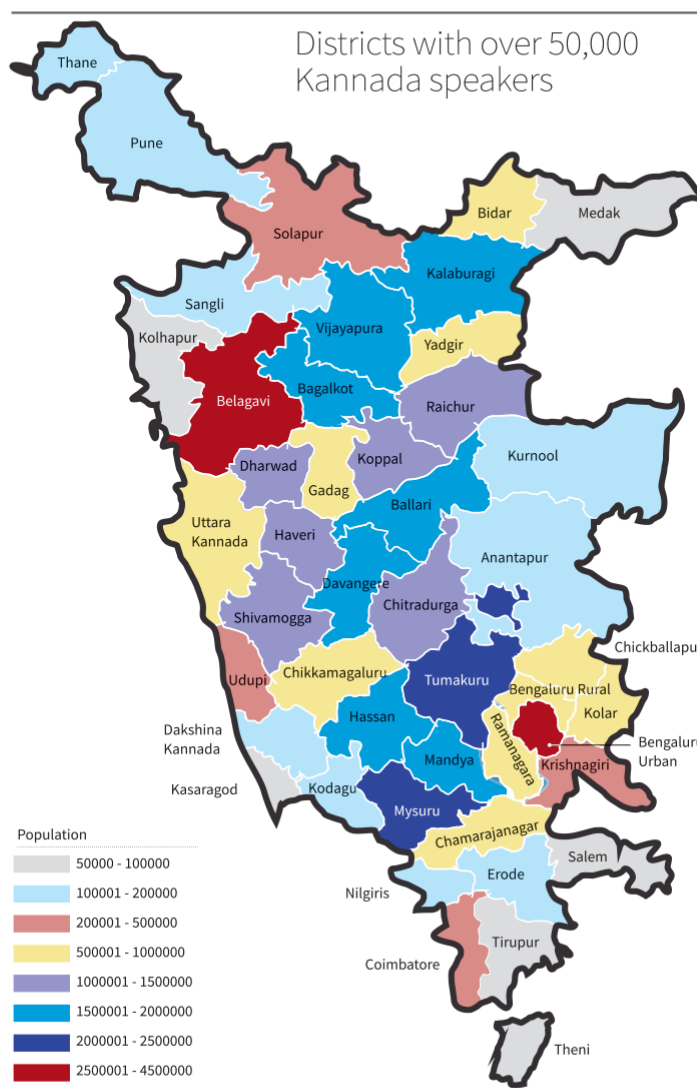 Districts with over 50,000
Kannada speakers
Thane
Pune
Solapur
Bidar
Medak
Kalaburagi
Sangli
Vijayapura
Kolhapur
Yadgir
Belagavi
Bagalkot
Raichur
Kurnool
Dharwad
Koppal
Gadag
Ballari
Uttara
Kannada
Haveri
Anantapur
Davangere
Chitradurga
Shivamogga
Chickballapu
Chikkamagaluru
Udupi
Tumakuru
Bengaluru Rural
Kolar
Hassan
Ramanagara
Dakshina
Kannada
Bengaluru
Urban
Mandya
Krishnagiri
Kasaragod
Kodagu
Mysuru
Chamarajanagar
Population
50000 - 100000
100001 - 200000
200001 - 500000
500001 - 1000000
1000001 - 1500000
1500001 - 2000000
2000001 - 2500000
2500001 - 4500000
Salem
Erode
Nilgiris
Tirupur
Coimbatore
Theni